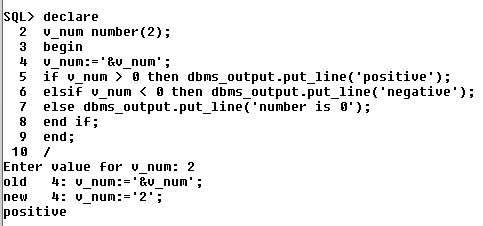 SQL> declare
  2  v_num number(2);
  3  begin
  4  v_num:='&v_num';
  5  if v_num > 0 then dbms_output.put_line('positive');
  6  elsif v_num < 0 then dbms_output.put_line('negative');
  7  else dbms_output.put_line('number is 0');
  8  end if;
  9  end;
 10  /
Enter value for v_num: 2
old   4: v_num:='&v_num';
new   4: v_num:='2';
positive